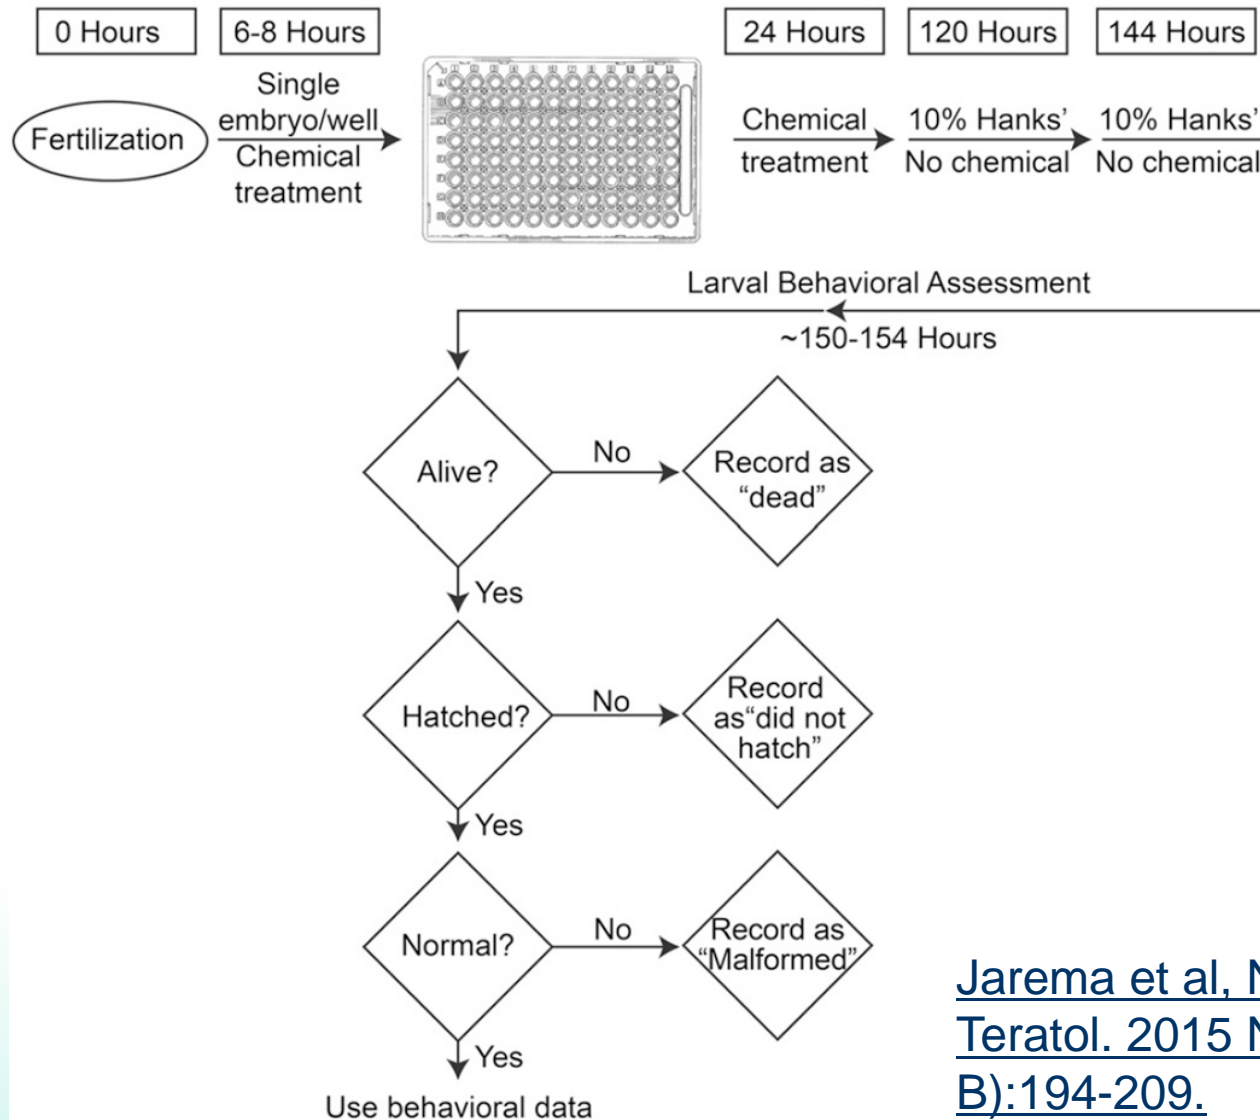 0 Hours
6-8 Hours
24 Hours
120 Hours
144 Hours
Fertilization
Single
embryo/well
Chemical
treatment
Chemical
treatment
10% Hanks’
No chemical
10% Hanks’
No chemical
Larval Behavioral Assessment
~150-154 Hours
Alive?
No
Record as
“dead”
Yes
Hatched?
No
Record
as“did not
hatch”
Yes
Normal?
No
Record as
“Malformed”
Yes
Use behavioral data
Jarema et al, N
Teratol. 2015 N
B):194-209.